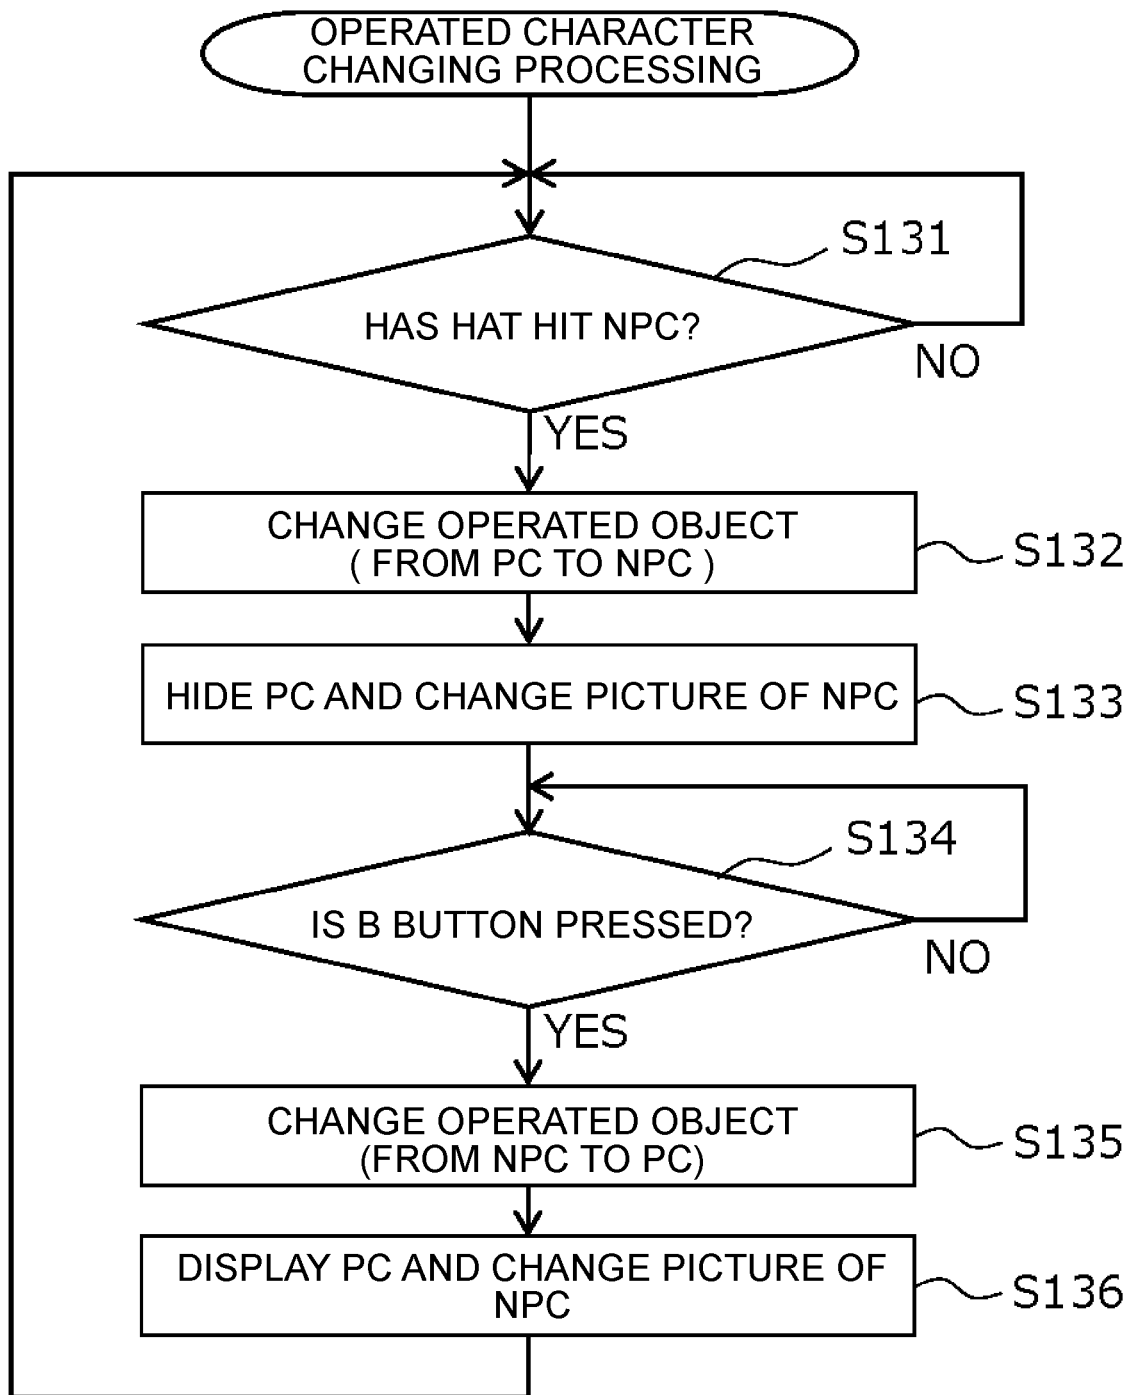 OPERATED CHARACTER
CHANGING PROCESSING
S131
HAS HAT HIT NPC?
NO
YES
CHANGE OPERATED OBJECT
( FROM PC TO NPC )
S132
HIDE PC AND CHANGE PICTURE OF NPC
S133
S134
IS B BUTTON PRESSED?
NO
YES
CHANGE OPERATED OBJECT
(FROM NPC TO PC)
S135
DISPLAY PC AND CHANGE PICTURE OF
NPC
S136